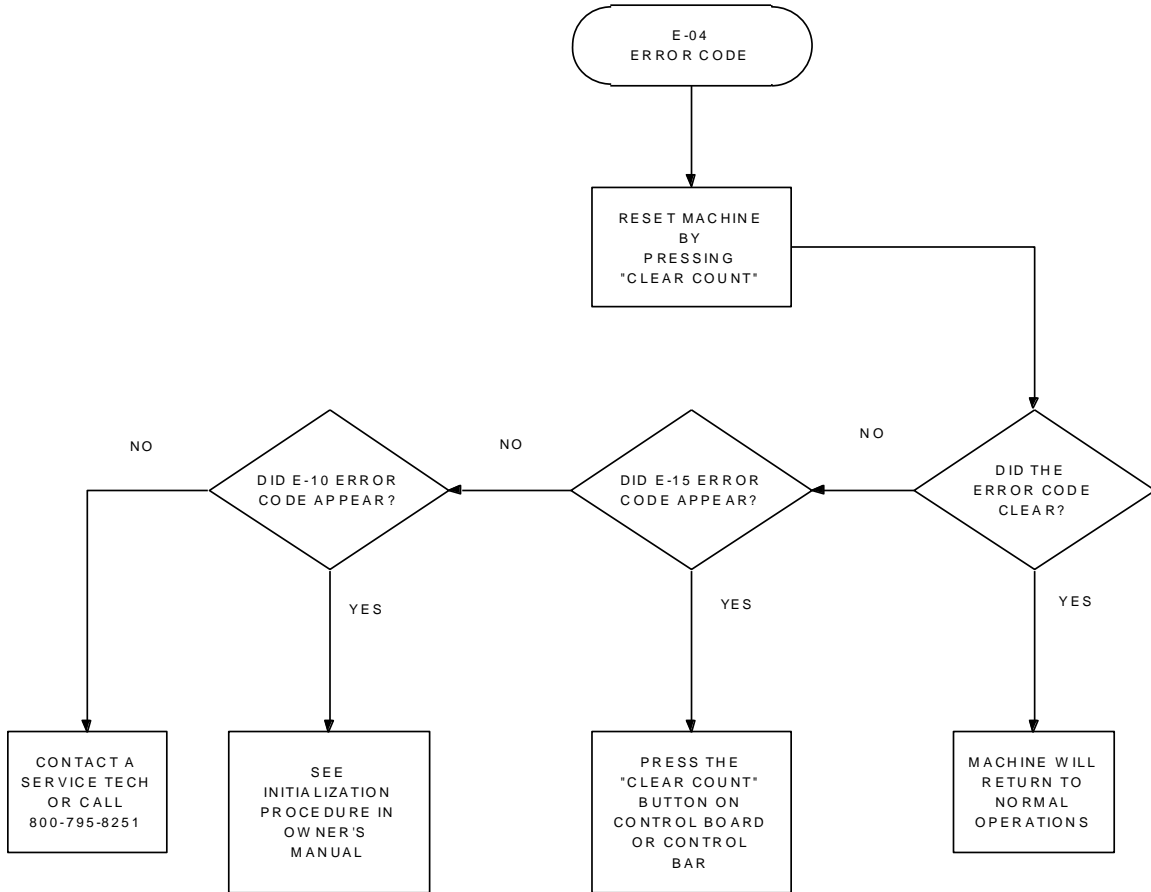 E-04
ERROR CODE
RESET MACHINE
BY
PRESSING
"CLEAR COUNT"
NO
DID E-10 ERROR
CODE APPEAR?
YES
NO
DID E-15 ERROR
CODE APPEAR?
YES
NO
DID THE
ERROR CODE
CLEAR?
YES
CONTACT A
SERVICE TECH
OR CALL
800-795-8251
SEE
INITIALIZATION
PROCEDURE IN
OWNER'S
MANUAL
PRESS THE
"CLEAR COUNT"
BUTTON ON
CONTROL BOARD
OR CONTROL
BAR
MACHINE WILL
RETURN TO
NORMAL
OPERATIONS